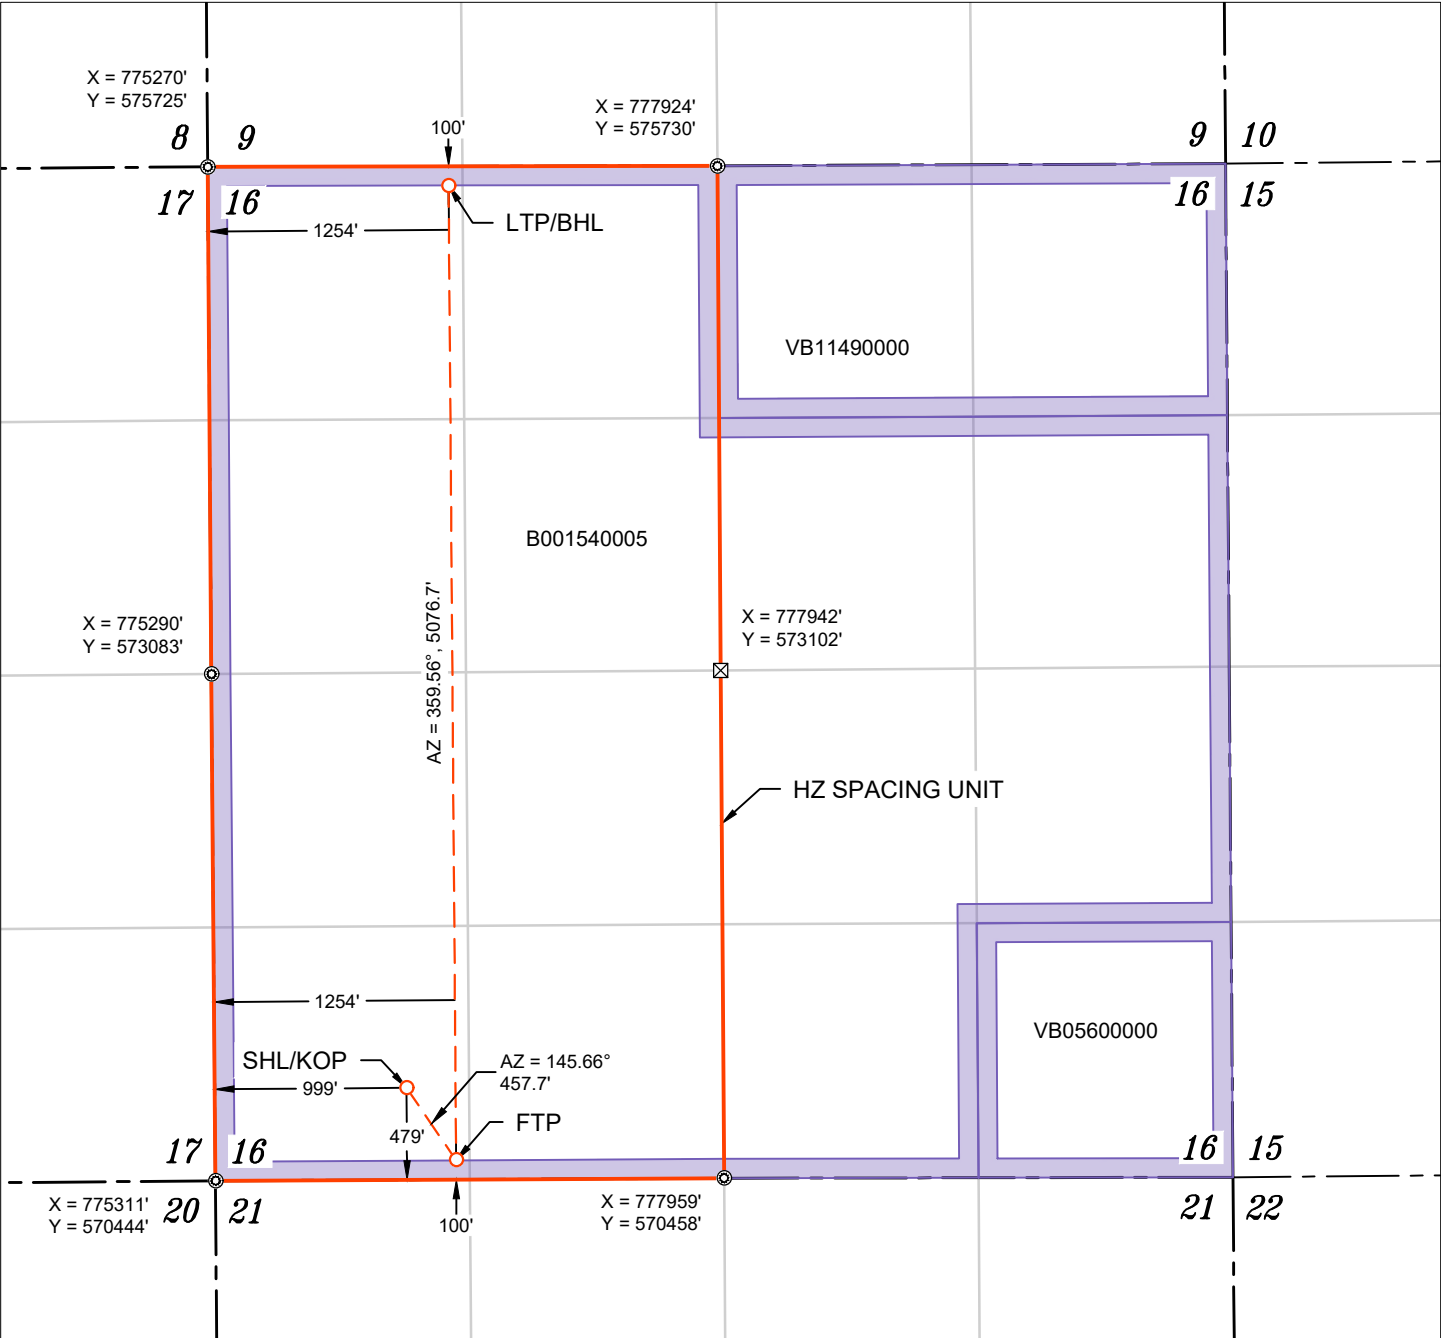 X = 775270'
Y = 575725'
X = 777924'
Y = 575730'
100'
8 9
9 10
17 16
16 15
LTP/BHL
1254'
VB11490000
B001540005
AZ = 359.56°, 5076.7'
X = 775290'
Y = 573083'
X = 777942'
Y = 573102'
HZ SPACING UNIT
1254'
VB05600000
SHL/KOP
AZ = 145.66°
457.7'
999'
FTP
479'
17 16
16 15
X = 775311'
Y = 570444'
20 21
X = 777959'
Y = 570458'
21 22
100'